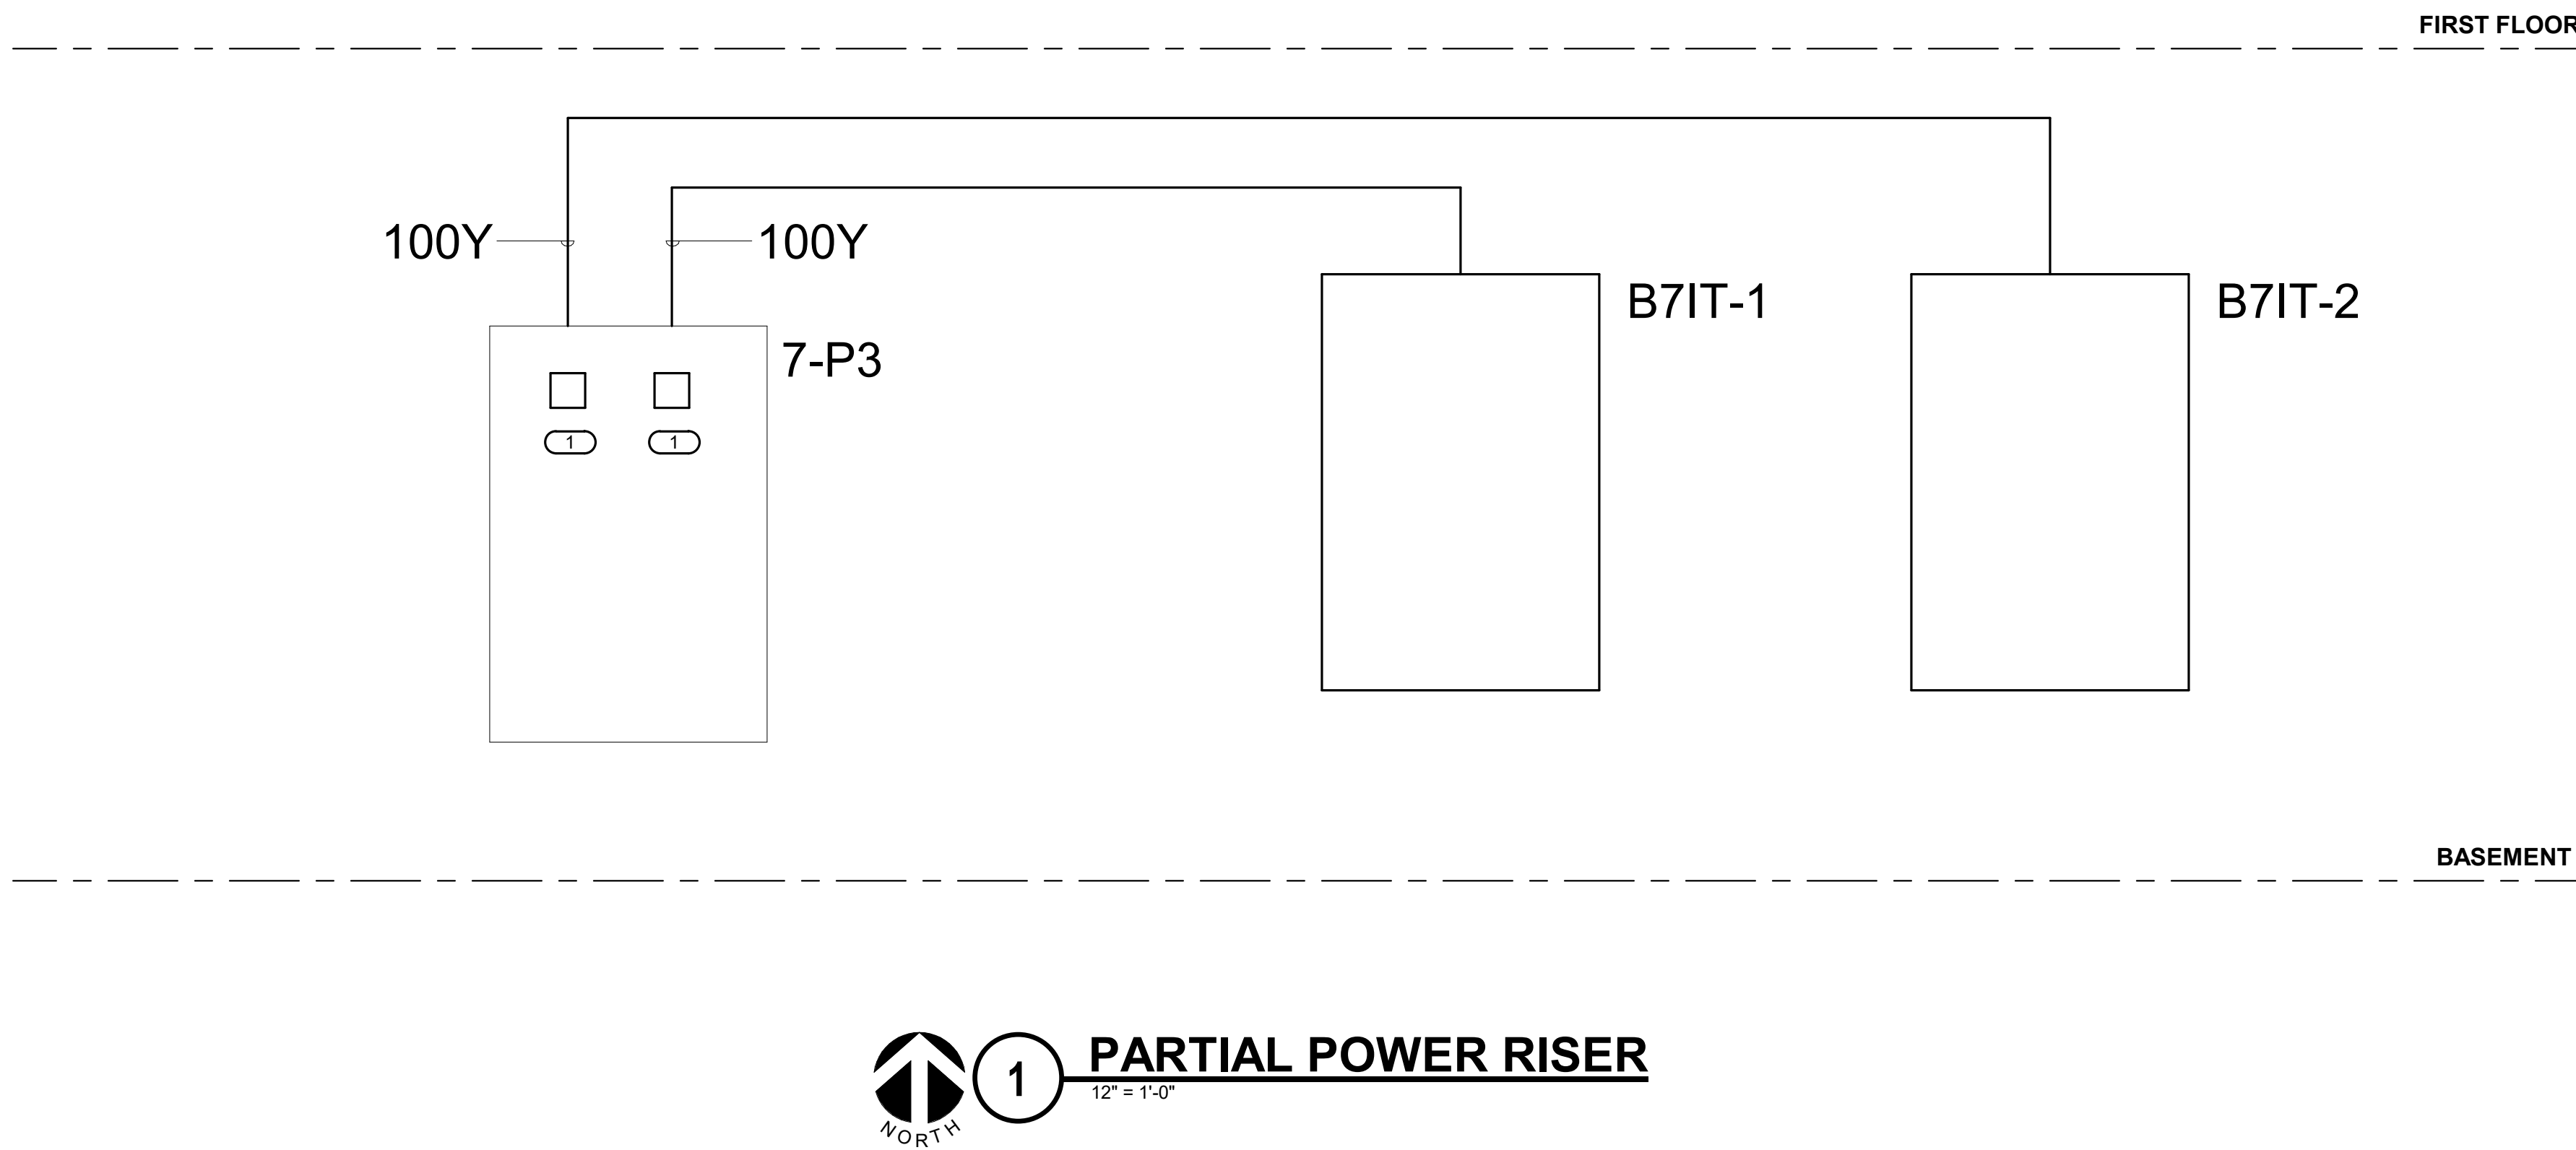 FIRST FLOOR
100Y
100Y
B7IT-1
B7IT-2
7-P3
1
1
BASEMENT
1
PARTIAL POWER RISER
12" = 1'-0"
NORTH